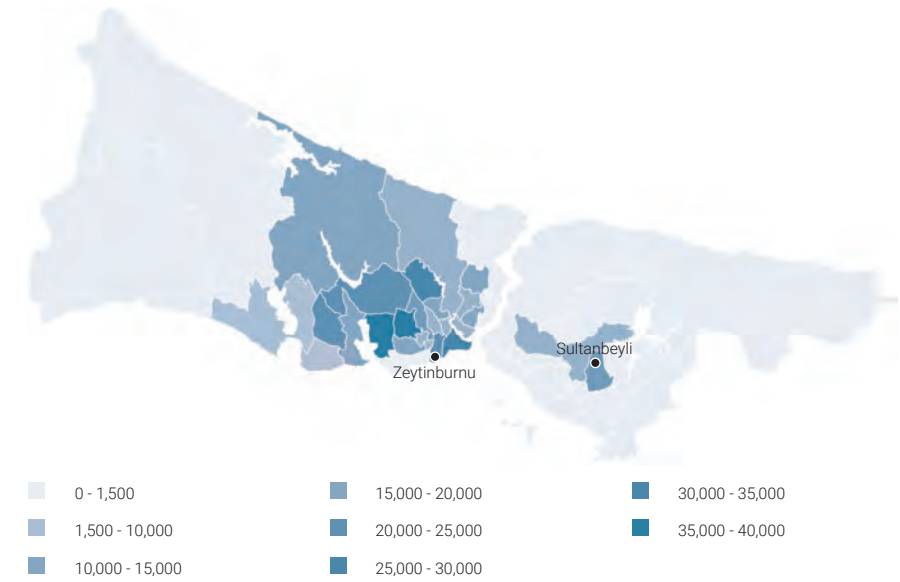 Sultanbeyli
Zeytinburnu
0 - 1,500
1,500 - 10,000
10,000 - 15,000
15,000 - 20,000
20,000 - 25,000
25,000 - 30,000
30,000 - 35,000
35,000 - 40,000